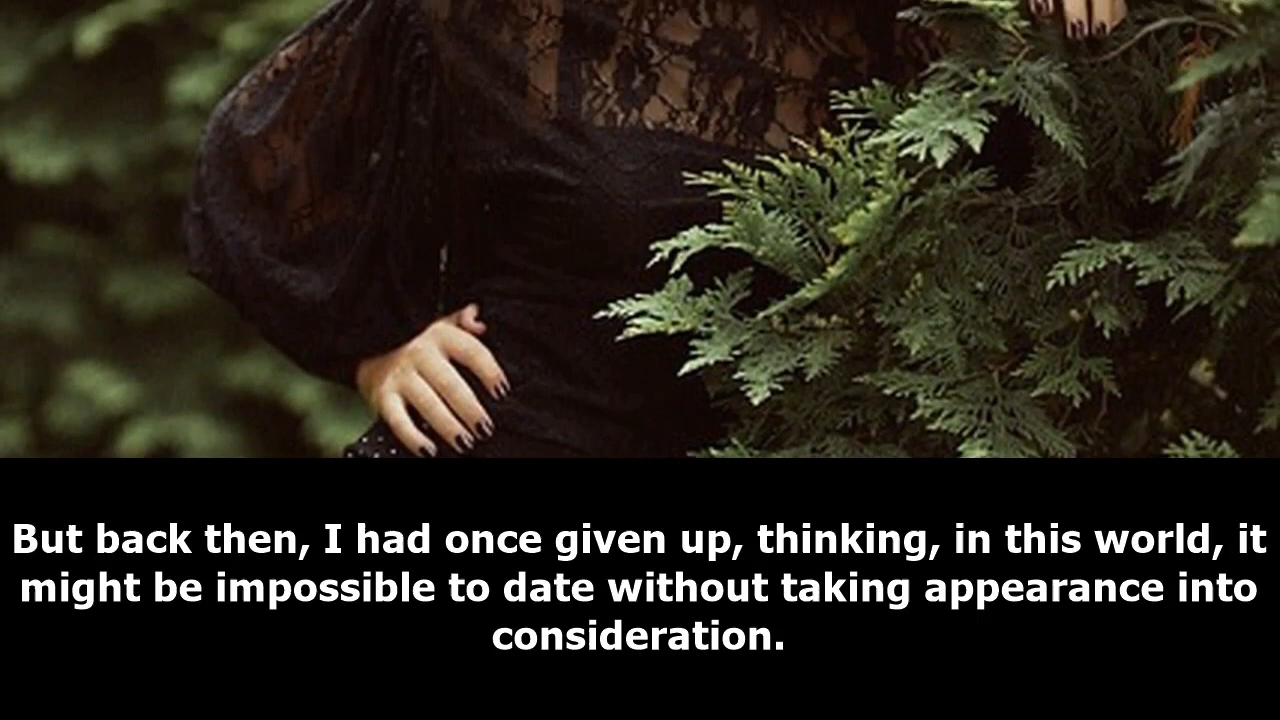 But back then, I had once given up, thinking, in this world, it
might be impossible to date without taking appearance into
consideration.